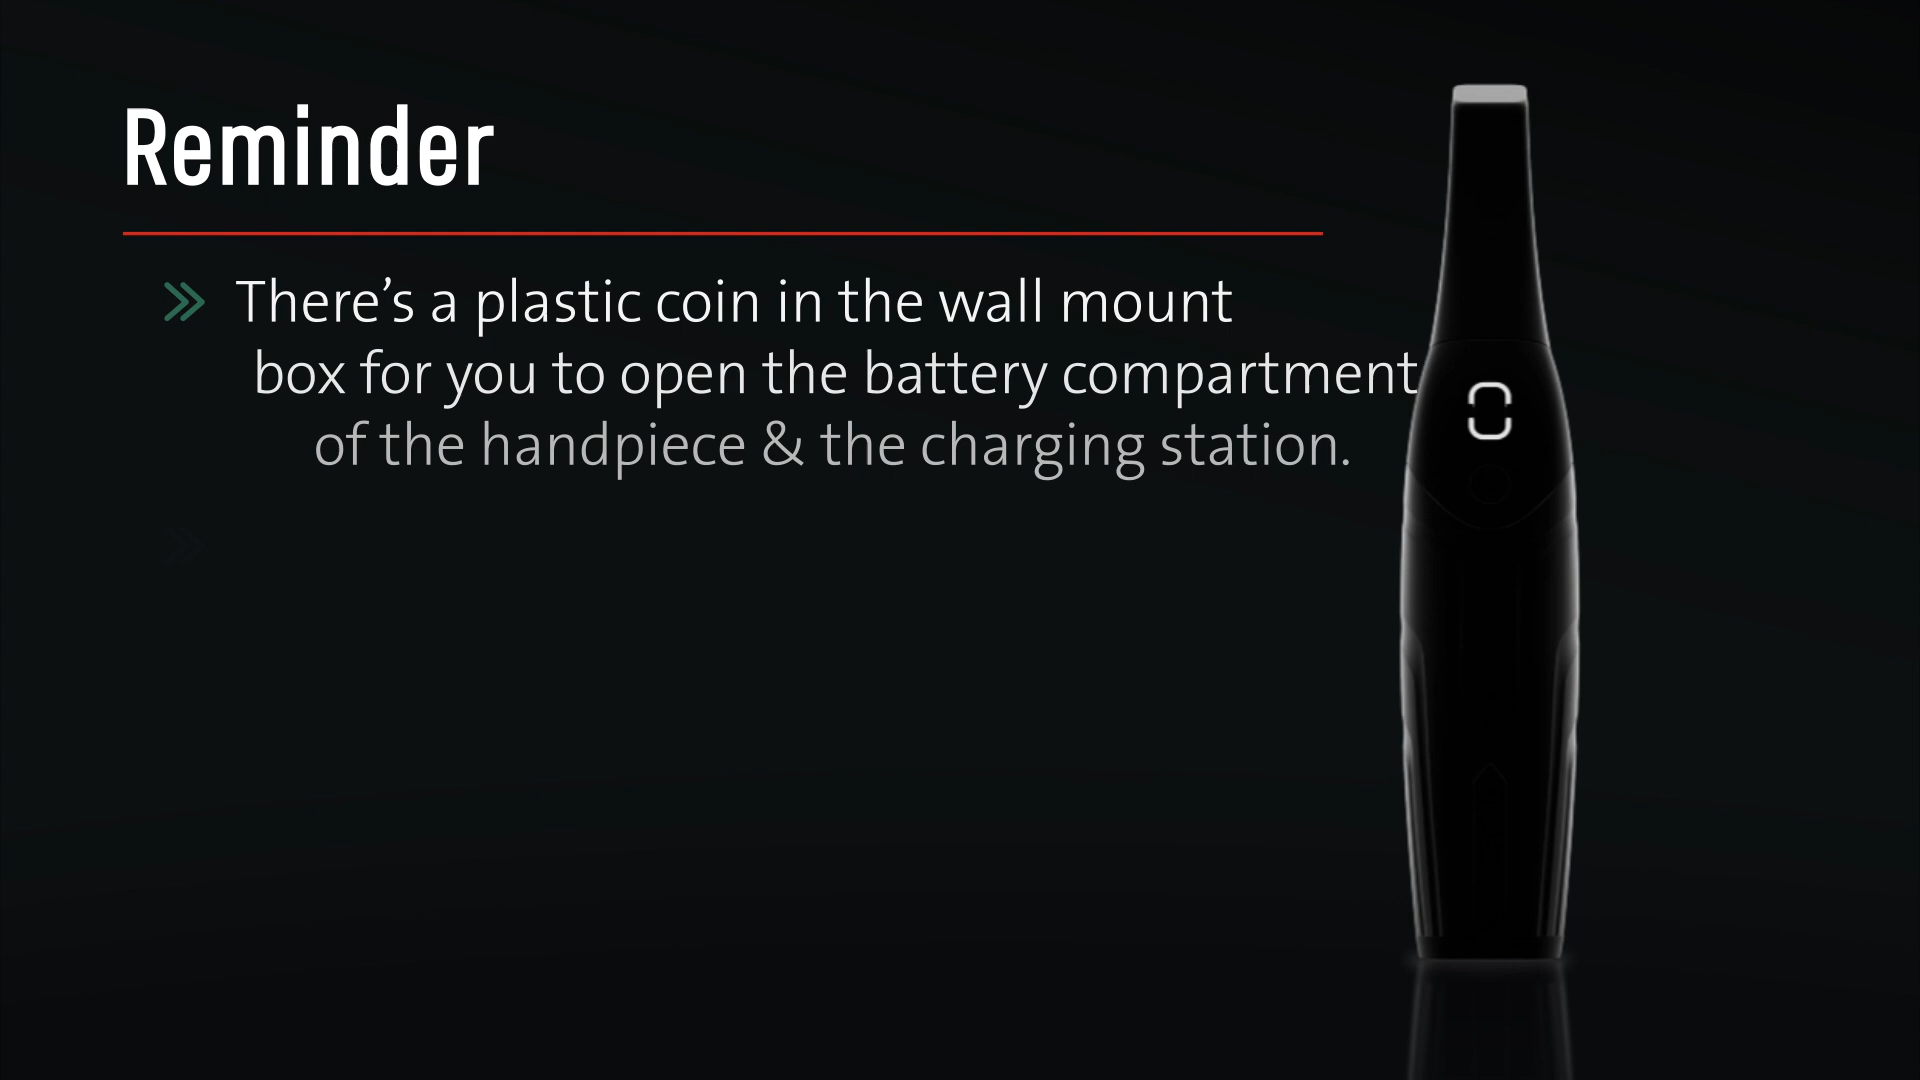 Reminder
» There’s a plastic coin in the wall mount
box for you to open the battery compartment
of the handpiece & the charging station.